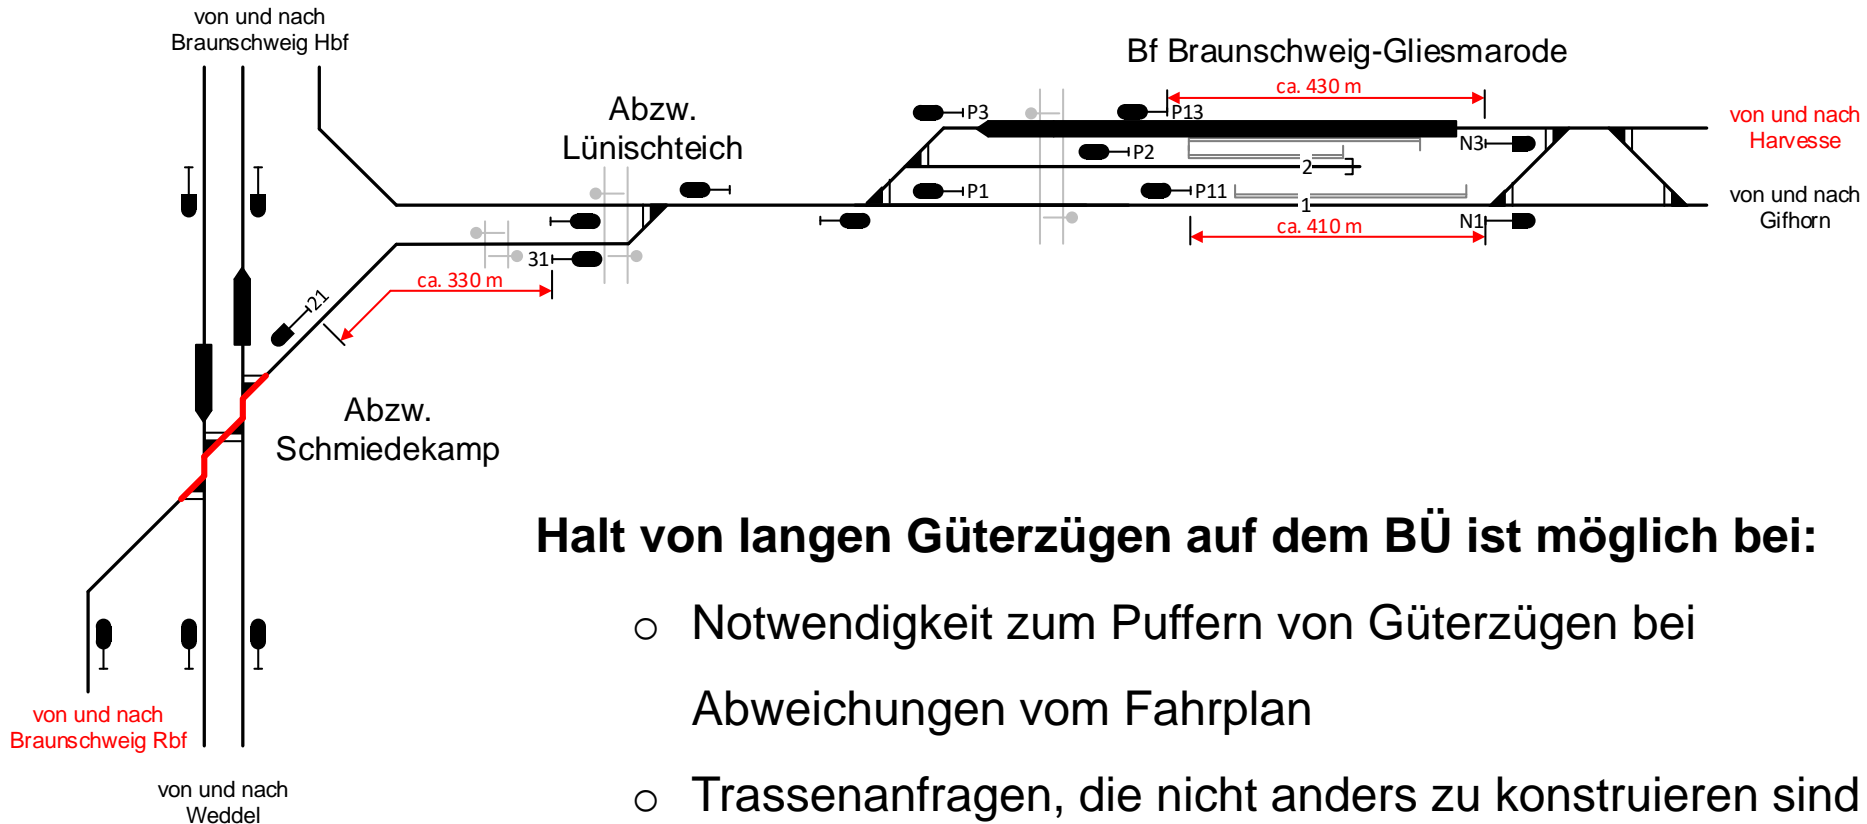 von und nach
Braunschweig Hbf
Bf Braunschweig-Gliesmarode
ca. 430 m
Abzw.
Lünischteich
P3
P13
von und nach
Harvesse
P2
N3
2
P1
P11
1
von und nach
Gifhorn
N1
ca. 410 m
31
ca. 330 m
21
Abzw.
Schmiedekamp
Halt von langen Güterzügen auf dem BÜ ist möglich bei:
o Notwendigkeit zum Puffern von Güterzügen bei
Abweichungen vom Fahrplan
o Trassenanfragen, die nicht anders zu konstruieren sind
von und nach
Braunschweig Rbf
von und nach
Weddel